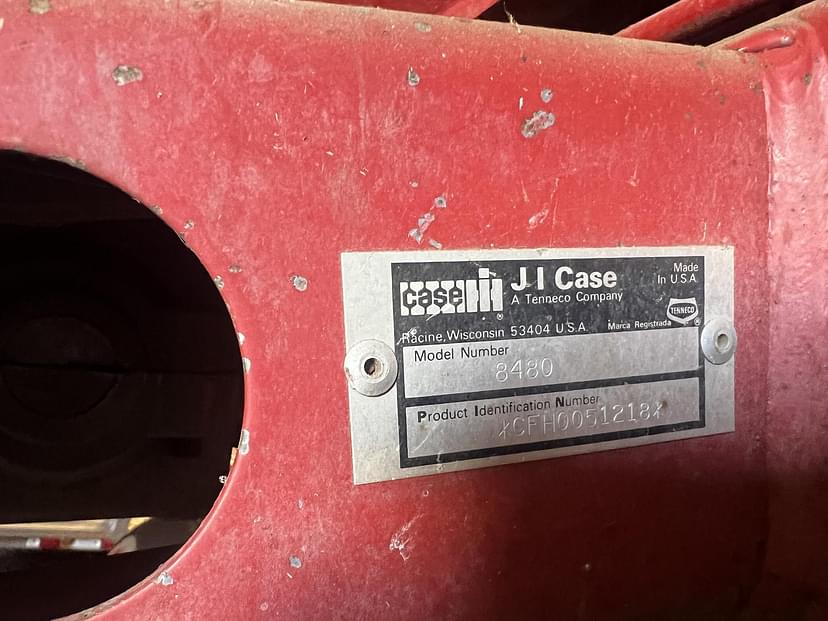 case IH ®
J I Case
A Tenneco Company
Made
In U.S.A.
TENNECO
Racine, Wisconsin 53404 U.S.A.
Marca Registrada ®
Model Number
8480
Product Identification Number
*CFH0051218*